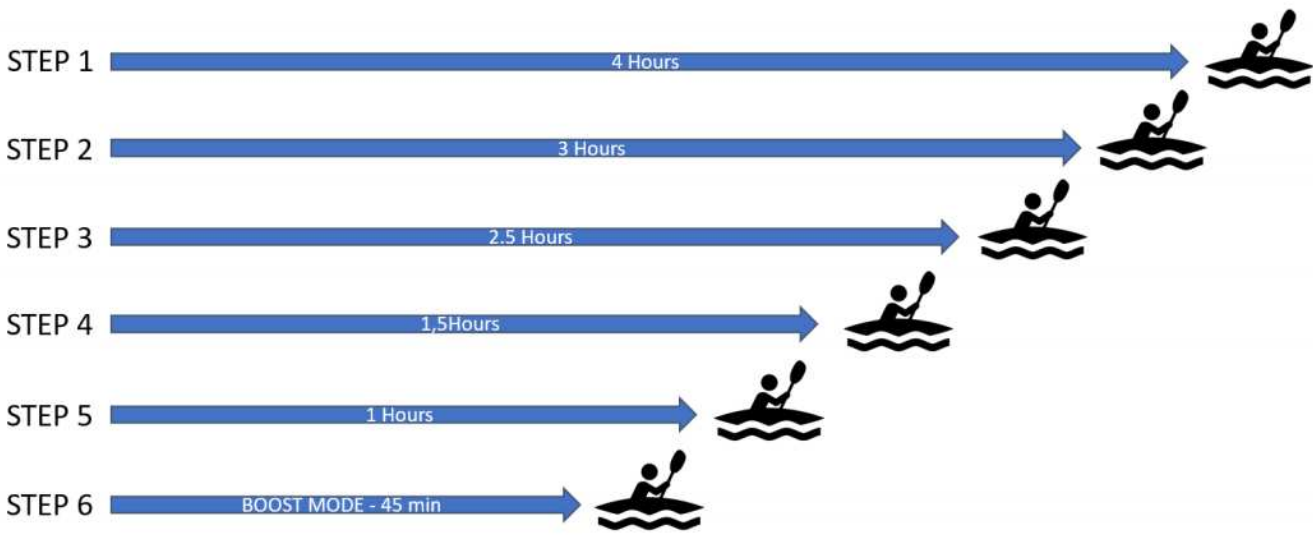 STEP 1 4 Hours
STEP 2 3 Hours
STEP 3 2.5 Hours
STEP 4 1,5Hours
STEP 5 1 Hours
STEP 6 BOOST MODE - 45 min